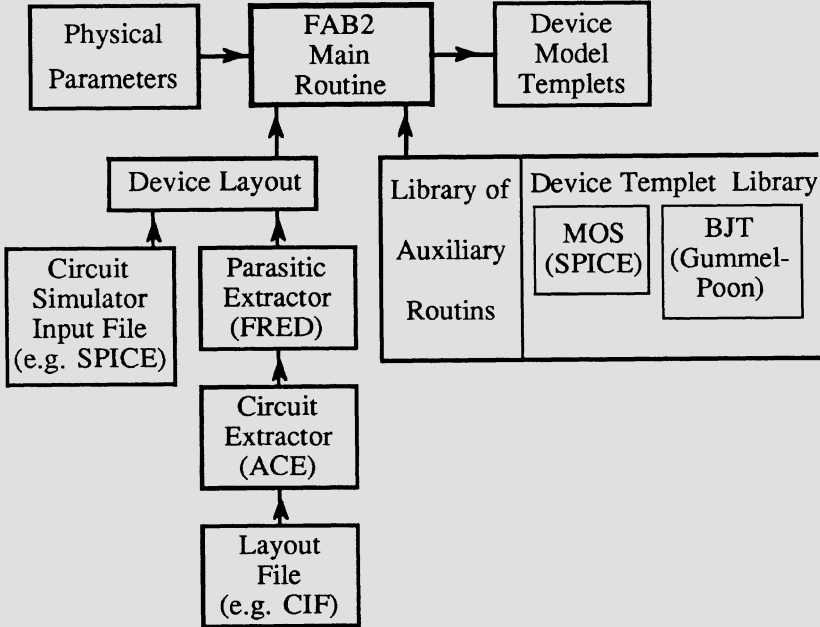 Physical
Parameters
FAB2
Main
Routine
Device
Model
Templets
Device Layout
Library of
Auxiliary
Routins
Device Templet Library
MOS
(SPICE)
BJT
(Gummel-
Poon)
Circuit
Simulator
Input File
(e.g. SPICE)
Parasitic
Extractor
(FRED)
Circuit
Extractor
(ACE)
Layout
File
(e.g. CIF)